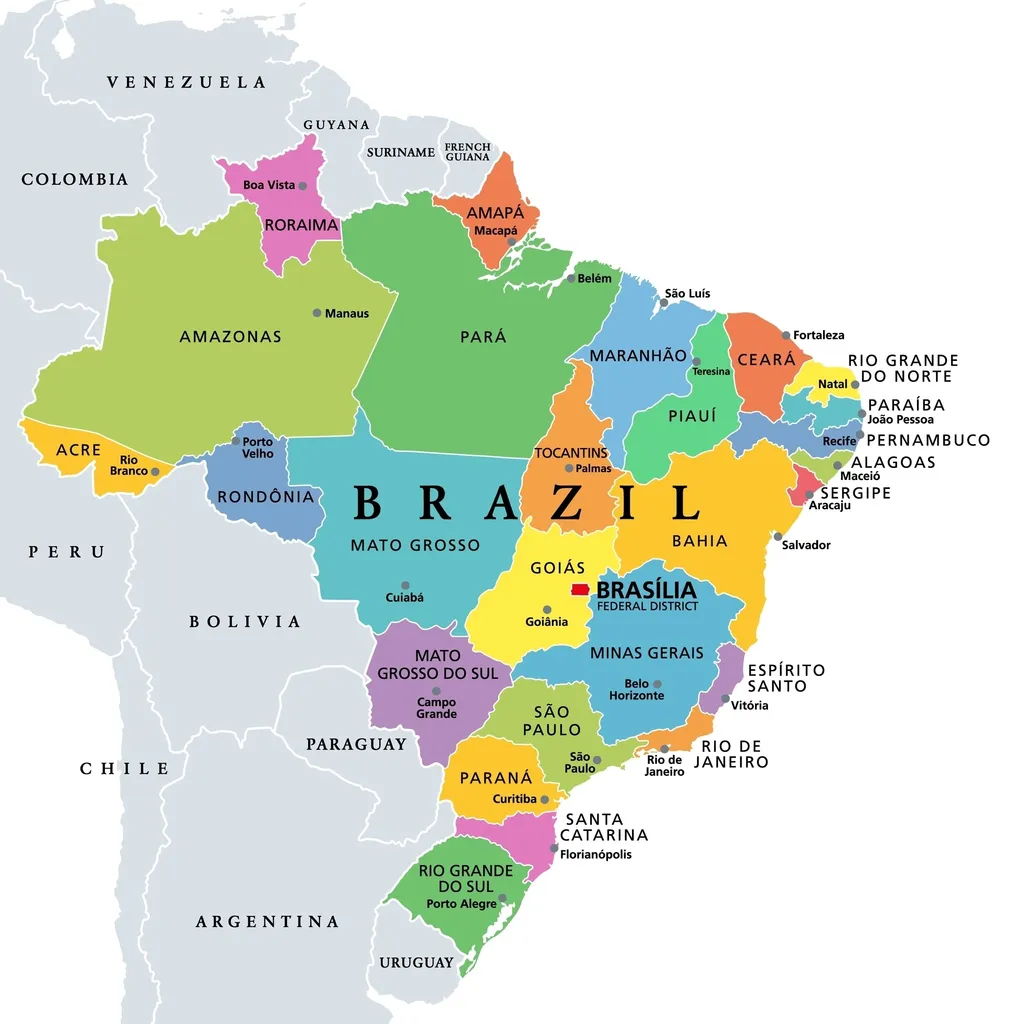 VENEZUELA
GUYANA
SURINAME
FRENCH
GUIANA
COLOMBIA
Boa Vista
RORAIMA
AMAPÁ
Macapá
Belém
São Luís
Manaus
AMAZONAS
PARÁ
MARANHÃO
Teresina
CEARÁ
Fortaleza
RIO GRANDE
DO NORTE
Natal
PIAUÍ
PARAÍBA
João Pessoa
Recife
PERNAMBUCO
ACRE
Rio
Branco
Porto
Velho
TOCANTINS
Palmas
ALAGOAS
Maceió
SERGIPE
Aracaju
RONDÔNIA
BRAZIL
PERU
MATO GROSSO
BAHIA
Salvador
GOIÁS
Cuiabá
BRASÍLIA
FEDERAL DISTRICT
Goiânia
BOLIVIA
MATO
GROSSO DO SUL
Campo
Grande
MINAS GERAIS
Belo
Horizonte
ESPÍRITO
SANTO
Vitória
SÃO
PAULO
São
Paulo
RIO DE
JANEIRO
Rio de
Janeiro
PARAGUAY
CHILE
PARANÁ
Curitiba
SANTA
CATARINA
Florianópolis
RIO GRANDE
DO SUL
Porto Alegre
ARGENTINA
URUGUAY